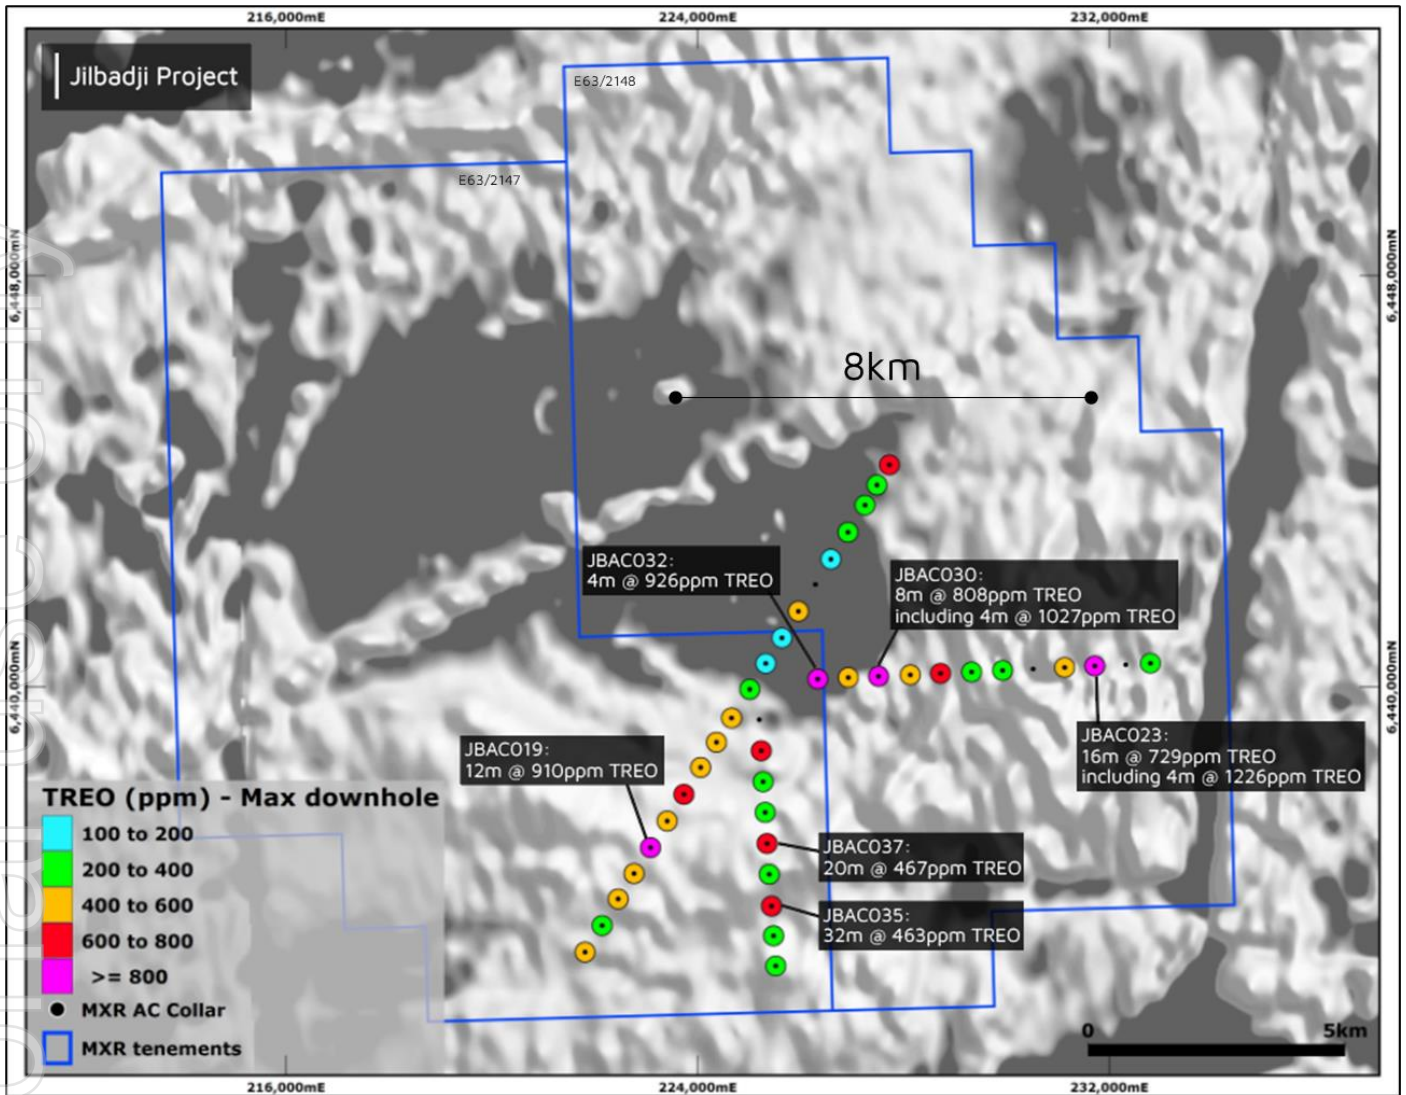 216,000mE
224,000mE
232,000mE
Jilbadji Project
E63/2148
E63/2147
6,448,000mN
6,448,000mN
8km
JBAC032:
4m @ 926ppm TREO
JBAC030:
8m @ 808ppm TREO
including 4m @ 1027ppm TREO
6,440,000mN
6,440,000mN
JBAC019:
12m @ 910ppm TREO
JBAC023:
16m @ 729ppm TREO
including 4m @ 1226ppm TREO
JBAC037:
20m @ 467ppm TREO
JBAC035:
32m @ 463ppm TREO
TREO (ppm) - Max downhole
100 to 200
200 to 400
400 to 600
600 to 800
>= 800
MXR AC Collar
MXR tenements
0
5km
216,000mE
224,000mE
232,000mE